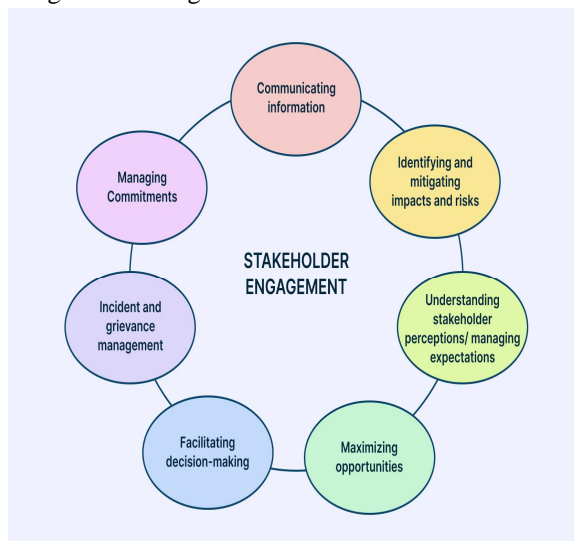 Communicating
information
Identifying and
mitigating
impacts and risks
Understanding
stakeholder
perceptions/ managing
expectations
Maximizing
opportunities
Facilitating
decision-making
Incident and
grievance
management
Managing
Commitments
STAKEHOLDER
ENGAGEMENT